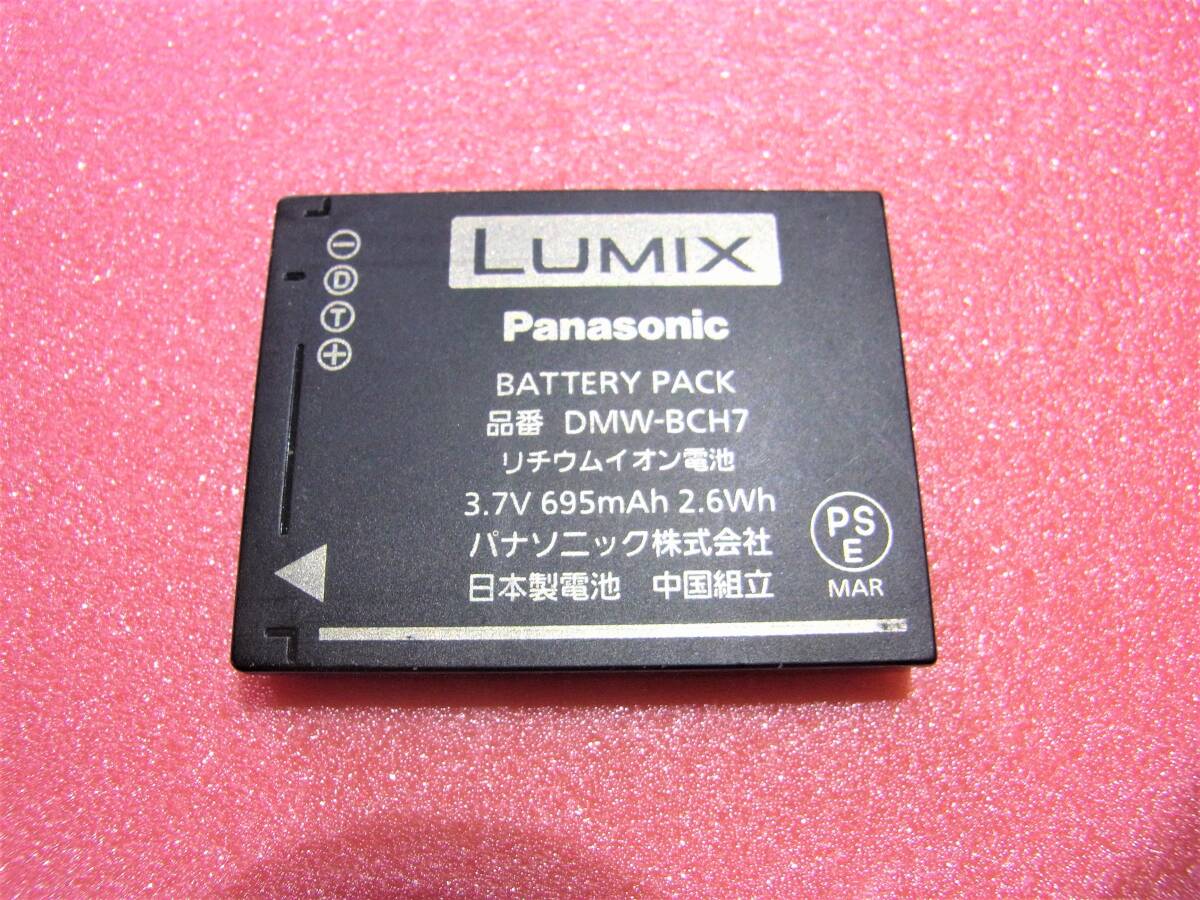 LUMIX
Panasonic
BATTERY PACK
品番 DMW-BCH7
リチウムイオン電池
3.7V 695mAh 2.6Wh
パナソニック株式会社
日本製電池 中国組立
D
T
PS
E
MAR